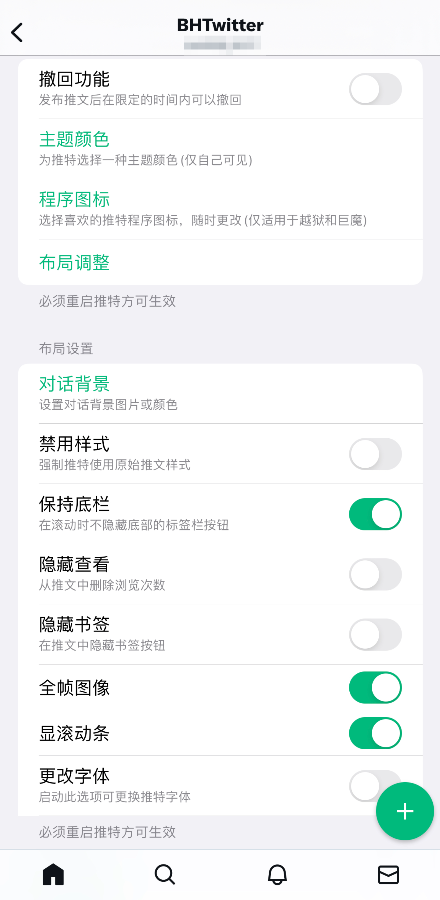 BHTwitter
撤回功能
发布推文后在限定的时间内可以撤回
主题颜色
为推特选择一种主题颜色(仅自己可见)
程序图标
选择喜欢的推特程序图标，随时更改(仅适用于越狱和巨魔)
布局调整
必须重启推特方可生效
布局设置
对话背景
设置对话背景图片或颜色
禁用样式
强制推特使用原始推文样式
保持底栏
在滚动时不隐藏底部的标签栏按钮
隐藏查看
从推文中删除浏览次数
隐藏书签
在推文中隐藏书签按钮
全帧图像
显滚动条
更改字体
启动此选项可更换推特字体
必须重启推特方可生效